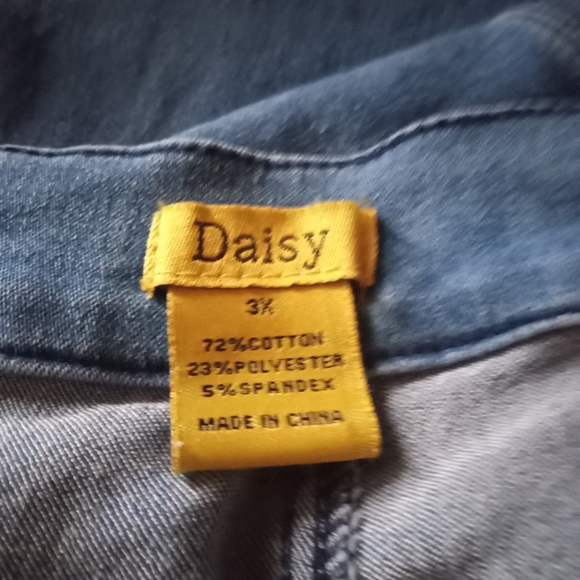 Daisy
3X
72%COTTON
23%POLYESTER
5%SPANDEX
MADE IN CHINA